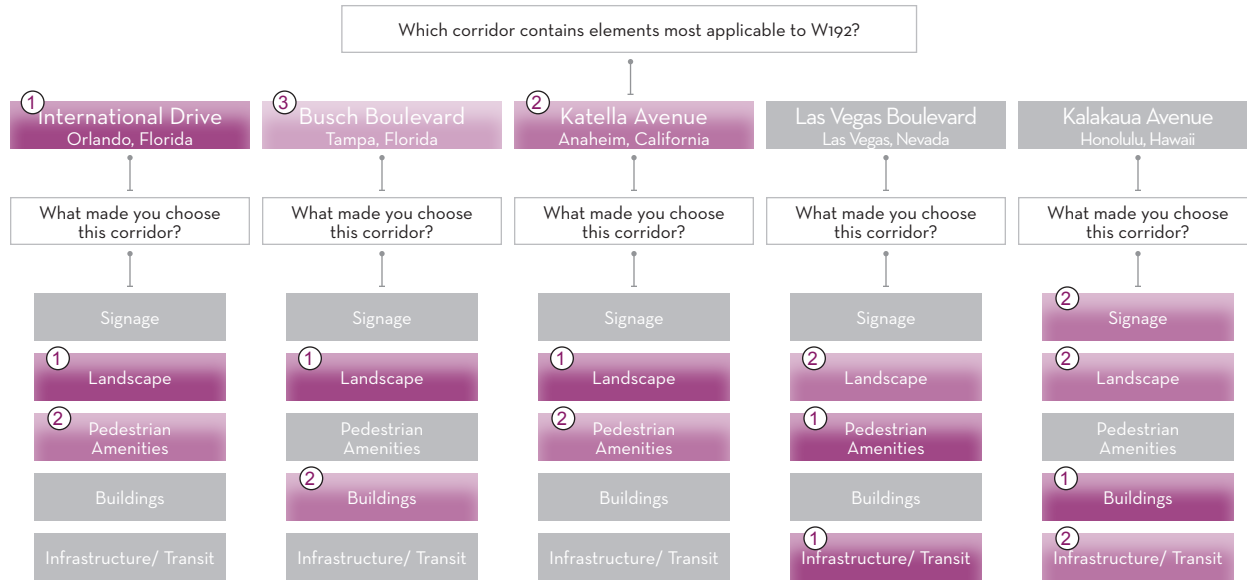 Which corridor contains elements most applicable to W192?
1
International Drive
Orlando, Florida
3
Busch Boulevard
Tampa, Florida
2
Katella Avenue
Anaheim, California
Las Vegas Boulevard
Las Vegas, Nevada
Kalakaua Avenue
Honolulu, Hawaii
What made you choose
this corridor?
What made you choose
this corridor?
What made you choose
this corridor?
What made you choose
this corridor?
What made you choose
this corridor?
Signage
1
Landscape
2
Pedestrian
Amenities
Buildings
Infrastructure/ Transit
Signage
1
Landscape
Pedestrian
Amenities
2
Buildings
Infrastructure/ Transit
Signage
1
Landscape
2
Pedestrian
Amenities
Buildings
Infrastructure/ Transit
Signage
2
Landscape
1
Pedestrian
Amenities
Buildings
1
Infrastructure/ Transit
2
Signage
2
Landscape
Pedestrian
Amenities
1
Buildings
2
Infrastructure/ Transit